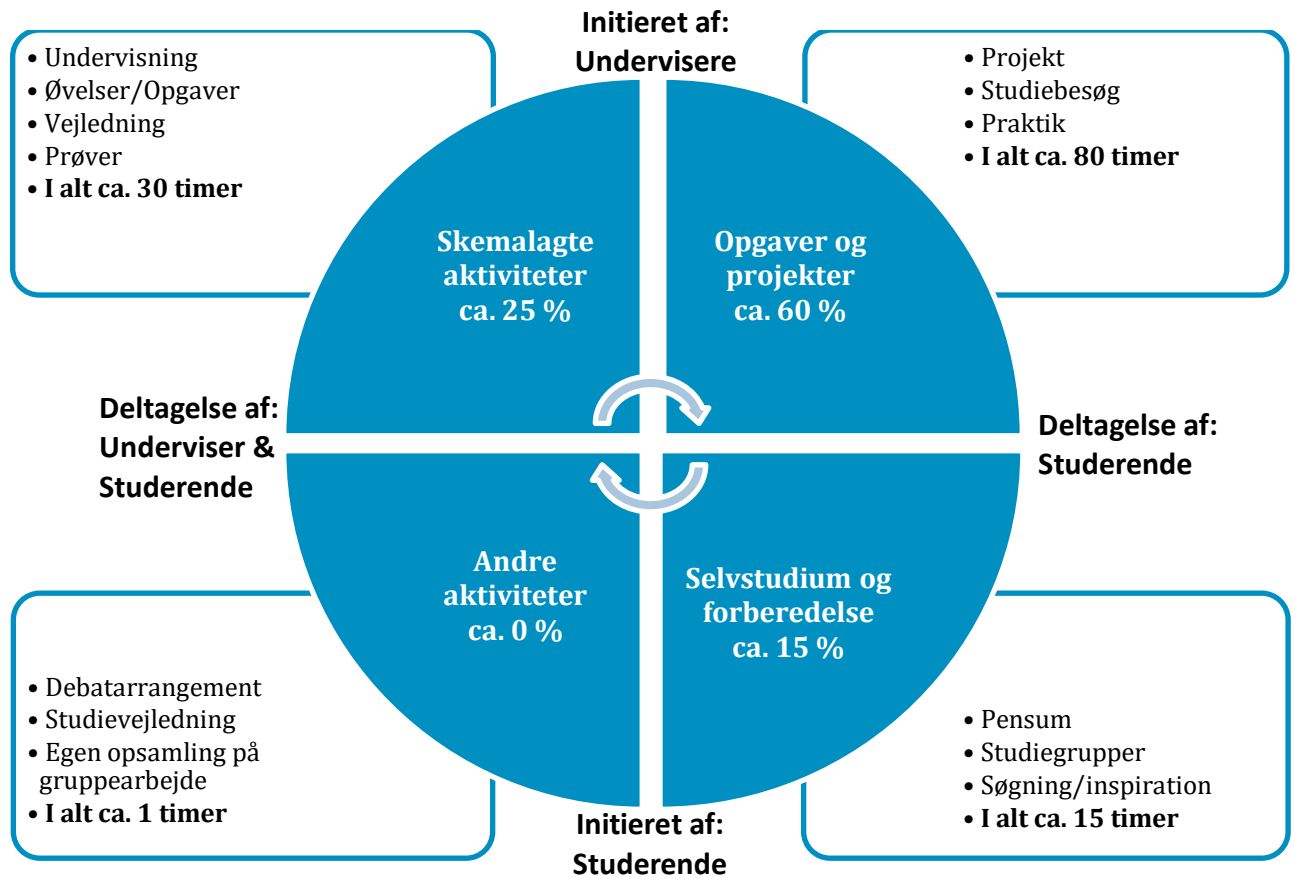 Initieret af:
Undervisere
• Undervisning
• Øvelser/Opgaver
• Vejledning
• Prøver
• I alt ca. 30 timer
• Projekt
• Studiebesøg
• Praktik
• I alt ca. 80 timer
Skemalagte
aktiviteter
ca. 25 %
Opgaver og
projekter
ca. 60 %
Deltagelse af:
Underviser &
Studerende
Deltagelse af:
Studerende
Andre
aktiviteter
ca. 0 %
Selvstudium og
forberedelse
ca. 15 %
• Debatarrangement
• Studievejledning
• Egen opsamling på
gruppearbejde
• I alt ca. 1 timer
• Pensum
• Studiegrupper
• Søgning/inspiration
• I alt ca. 15 timer
Initieret af:
Studerende